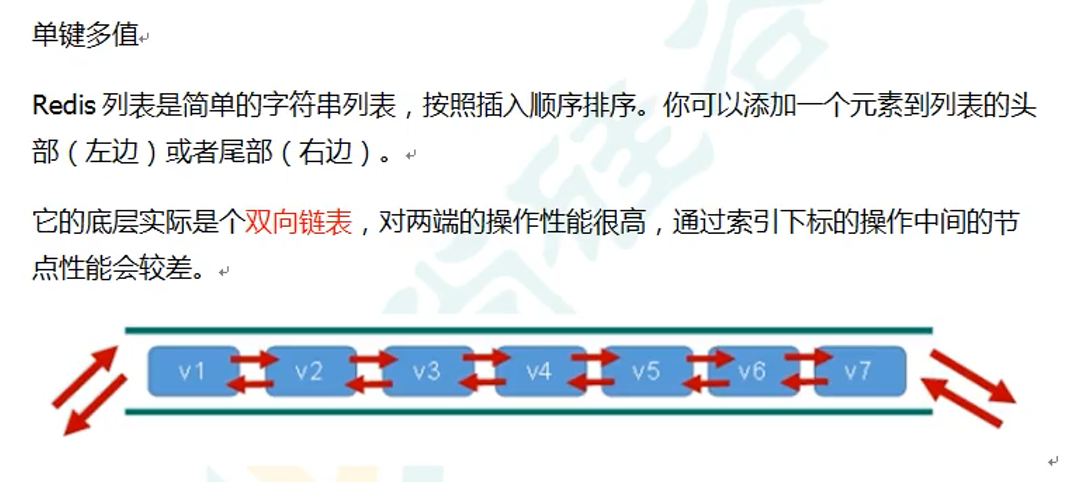 单键多值
Redis 列表是简单的字符串列表，按照插入顺序排序。你可以添加一个元素到列表的头
部（左边）或者尾部（右边）。
它的底层实际是个双向链表，对两端的操作性能很高，通过索引下标的操作中间的节
点性能会较差。
v1 v2 v3 v4 v5 v6 v7